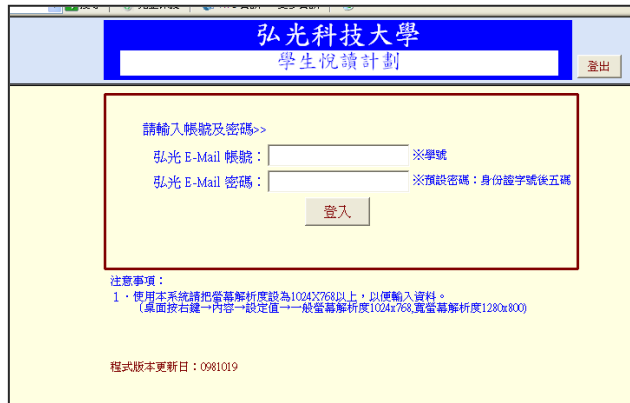 弘光科技大學
學生悅讀計劃
登出
請輸入帳號及密碼>>
弘光 E-Mail 帳號：
※學號
弘光 E-Mail 密碼：
※預設密碼：身份證字號後五碼
登入
注意事項：
1．使用本系統請把螢幕解析度設為1024X768以上，以便輸入資料。
（桌面按右鍵→內容→設定值→一般螢幕解析度1024x768,寬螢幕解析度1280x800)
程式版本更新日：0981019